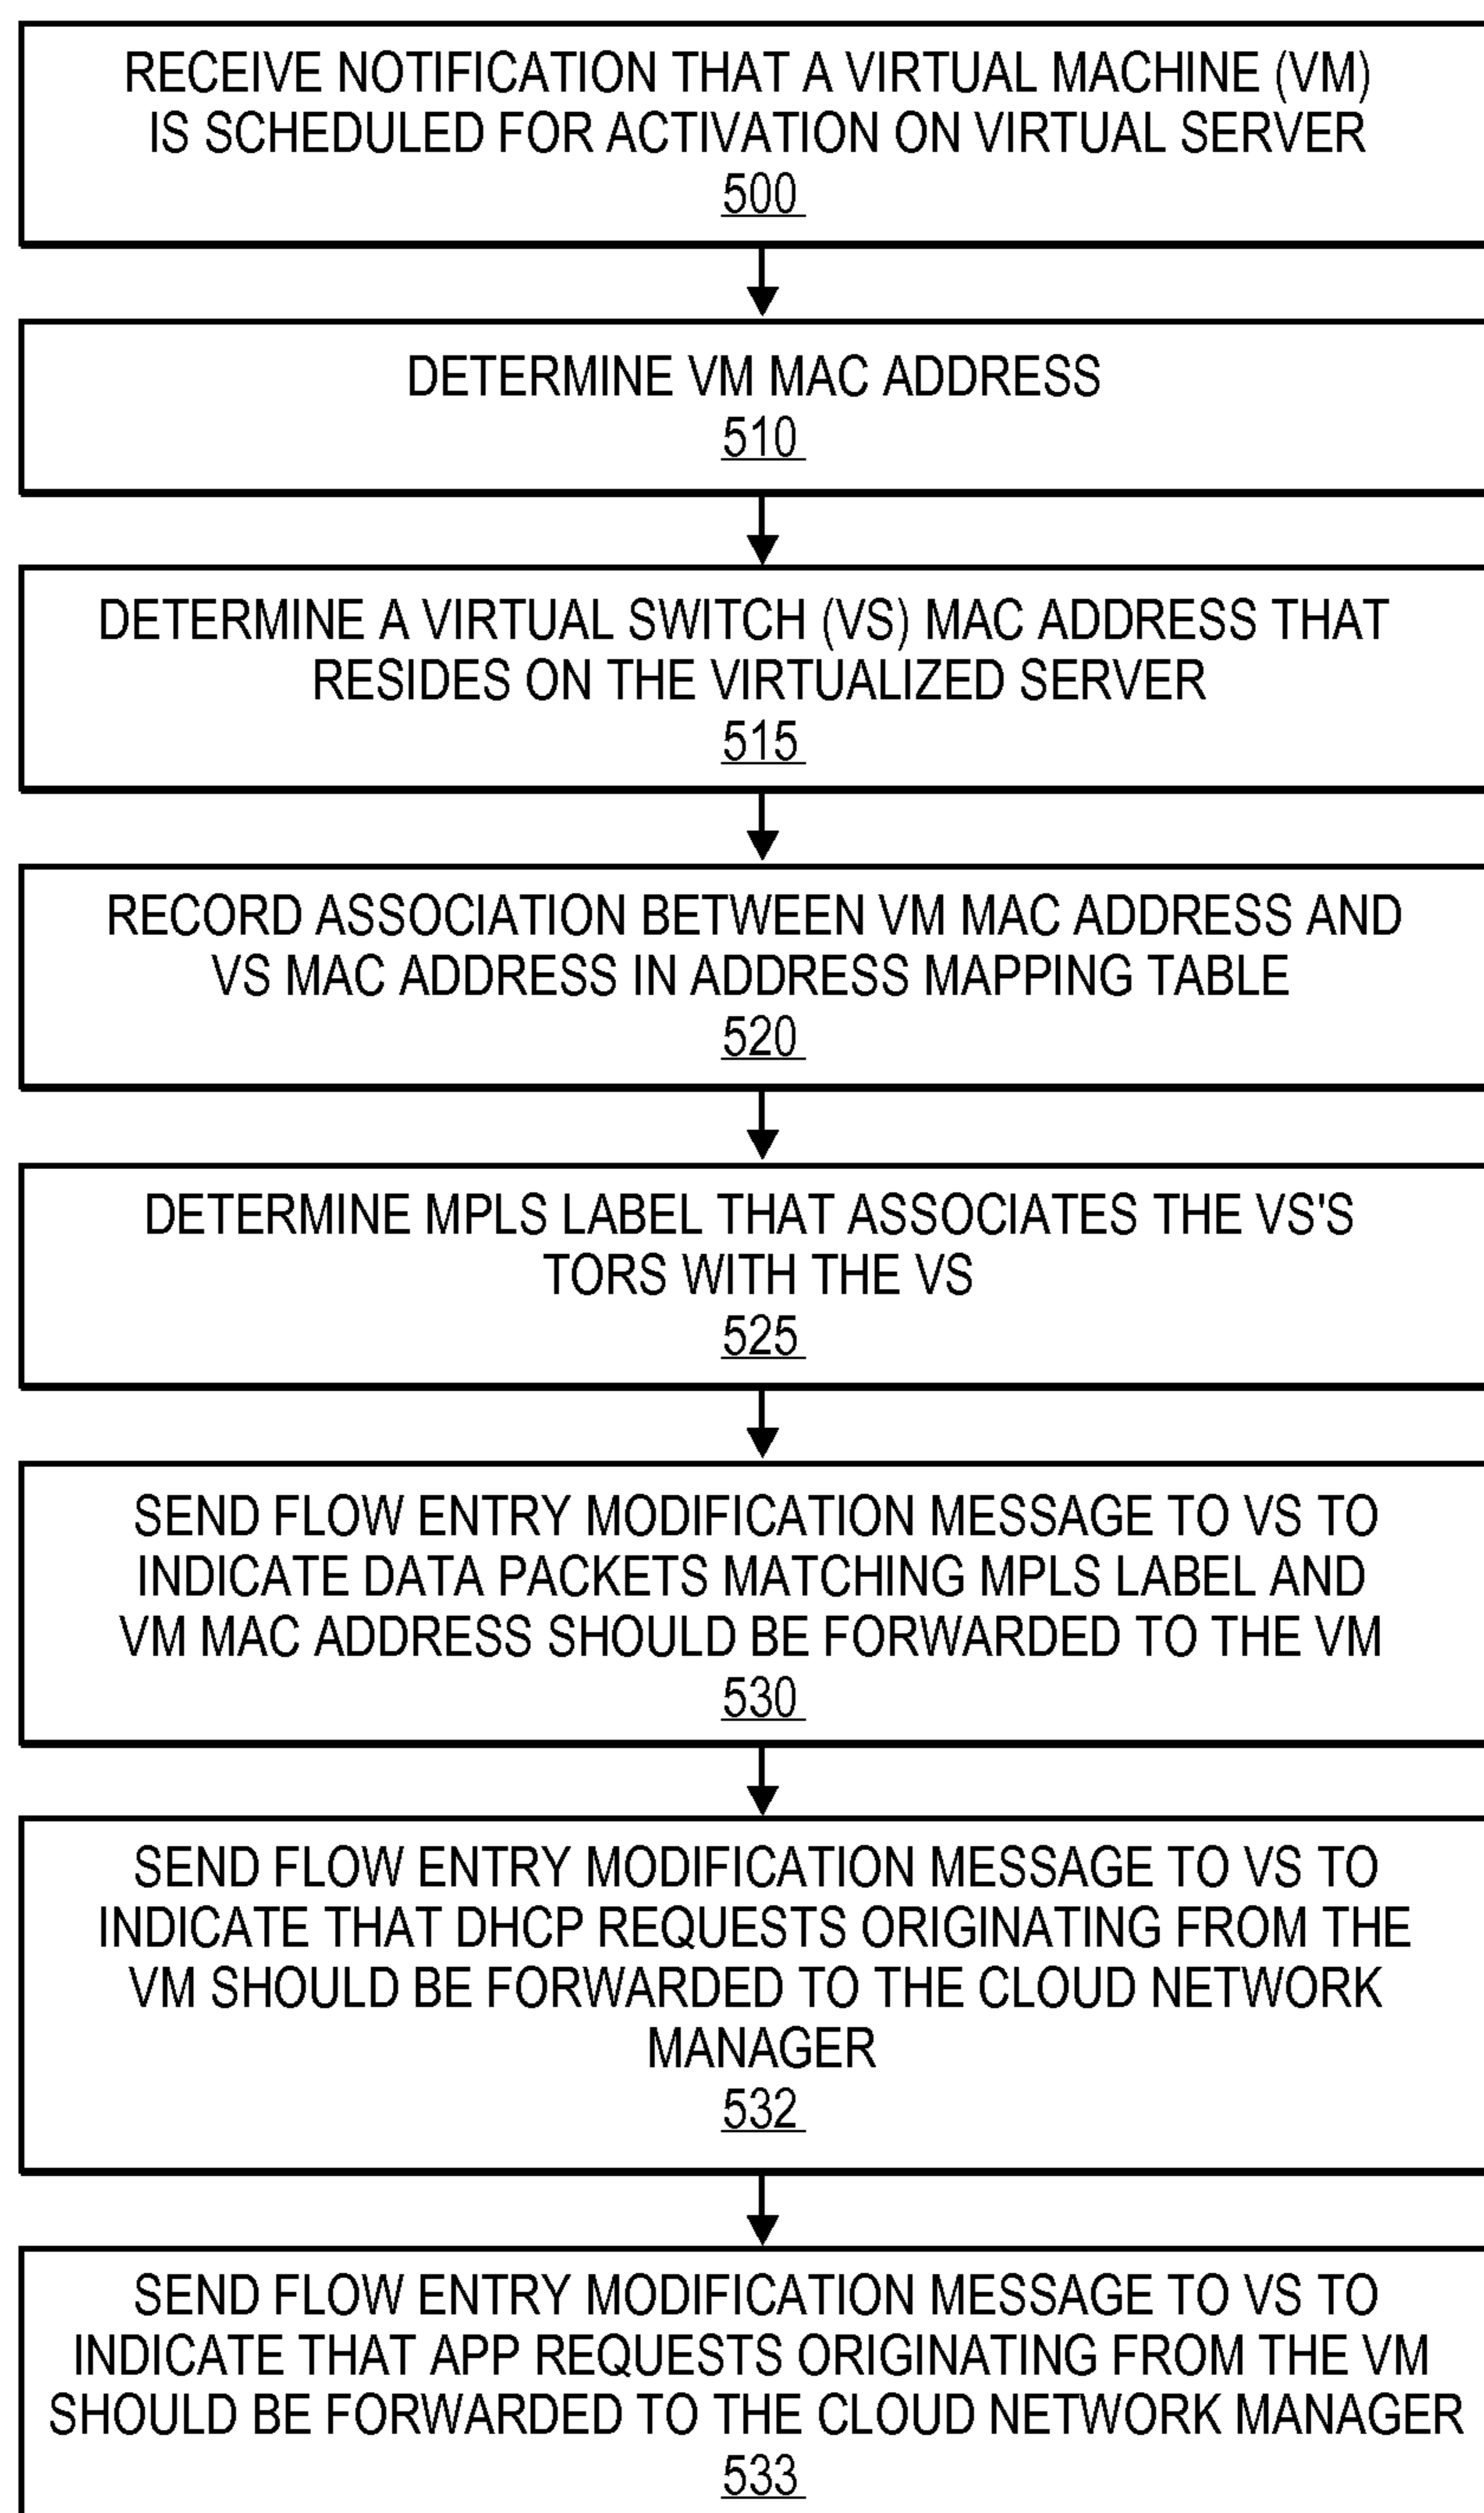 RECEIVE NOTIFICATION THAT A VIRTUAL MACHINE (VM)
IS SCHEDULED FOR ACTIVATION ON VIRTUAL SERVER
500
DETERMINE VM MAC ADDRESS
510
DETERMINE A VIRTUAL SWITCH (VS) MAC ADDRESS THAT
RESIDES ON THE VIRTUALIZED SERVER
515
RECORD ASSOCIATION BETWEEN VM MAC ADDRESS AND
VS MAC ADDRESS IN ADDRESS MAPPING TABLE
520
DETERMINE MPLS LABEL THAT ASSOCIATES THE VS'S
TORS WITH THE VS
525
SEND FLOW ENTRY MODIFICATION MESSAGE TO VS TO
INDICATE DATA PACKETS MATCHING MPLS LABEL AND
VM MAC ADDRESS SHOULD BE FORWARDED TO THE VM
530
SEND FLOW ENTRY MODIFICATION MESSAGE TO VS TO
INDICATE THAT DHCP REQUESTS ORIGINATING FROM THE
VM SHOULD BE FORWARDED TO THE CLOUD NETWORK
MANAGER
532
SEND FLOW ENTRY MODIFICATION MESSAGE TO VS TO
INDICATE THAT APP REQUESTS ORIGINATING FROM THE VM
SHOULD BE FORWARDED TO THE CLOUD NETWORK MANAGER
533